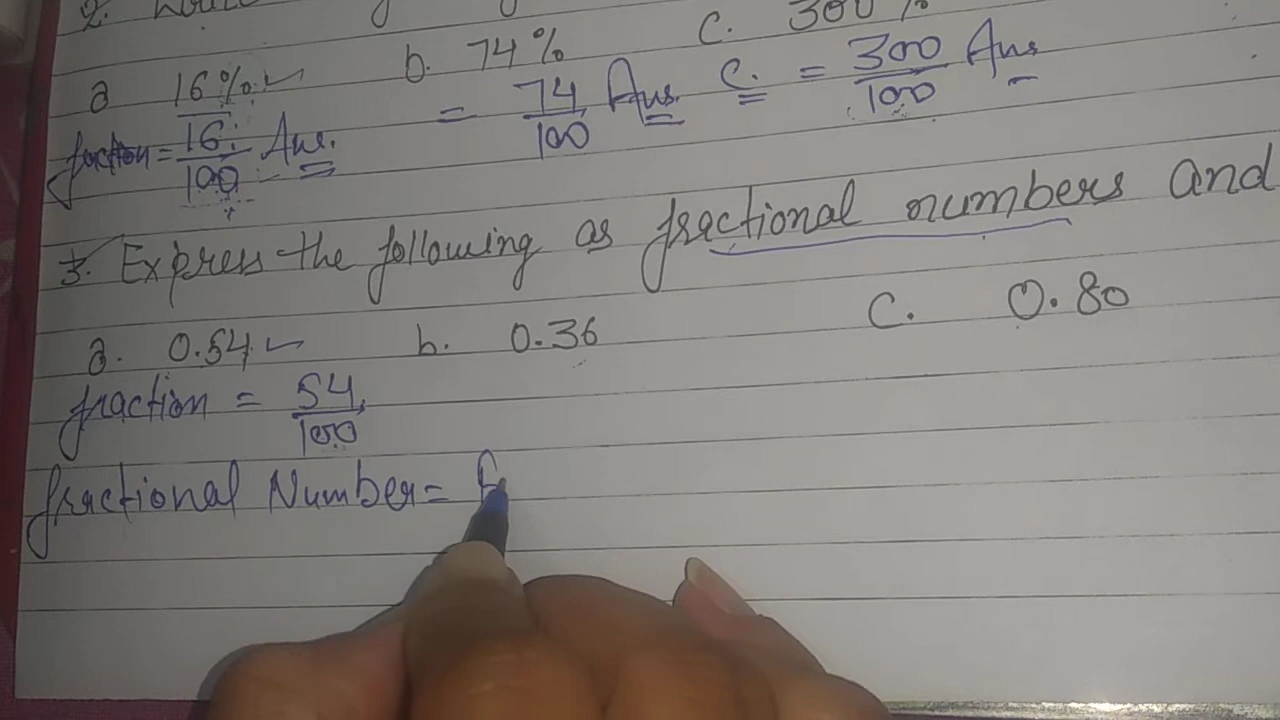 2.
a 16% b. 74% c. 300%
fraction = 16/100 Ans. = 74/100 Ans. C. = 300/100 Ans
3. Express the following as fractional numbers and
a. 0.54 b. 0.36 C. 0.80
fraction = 54/100
fractional Number =